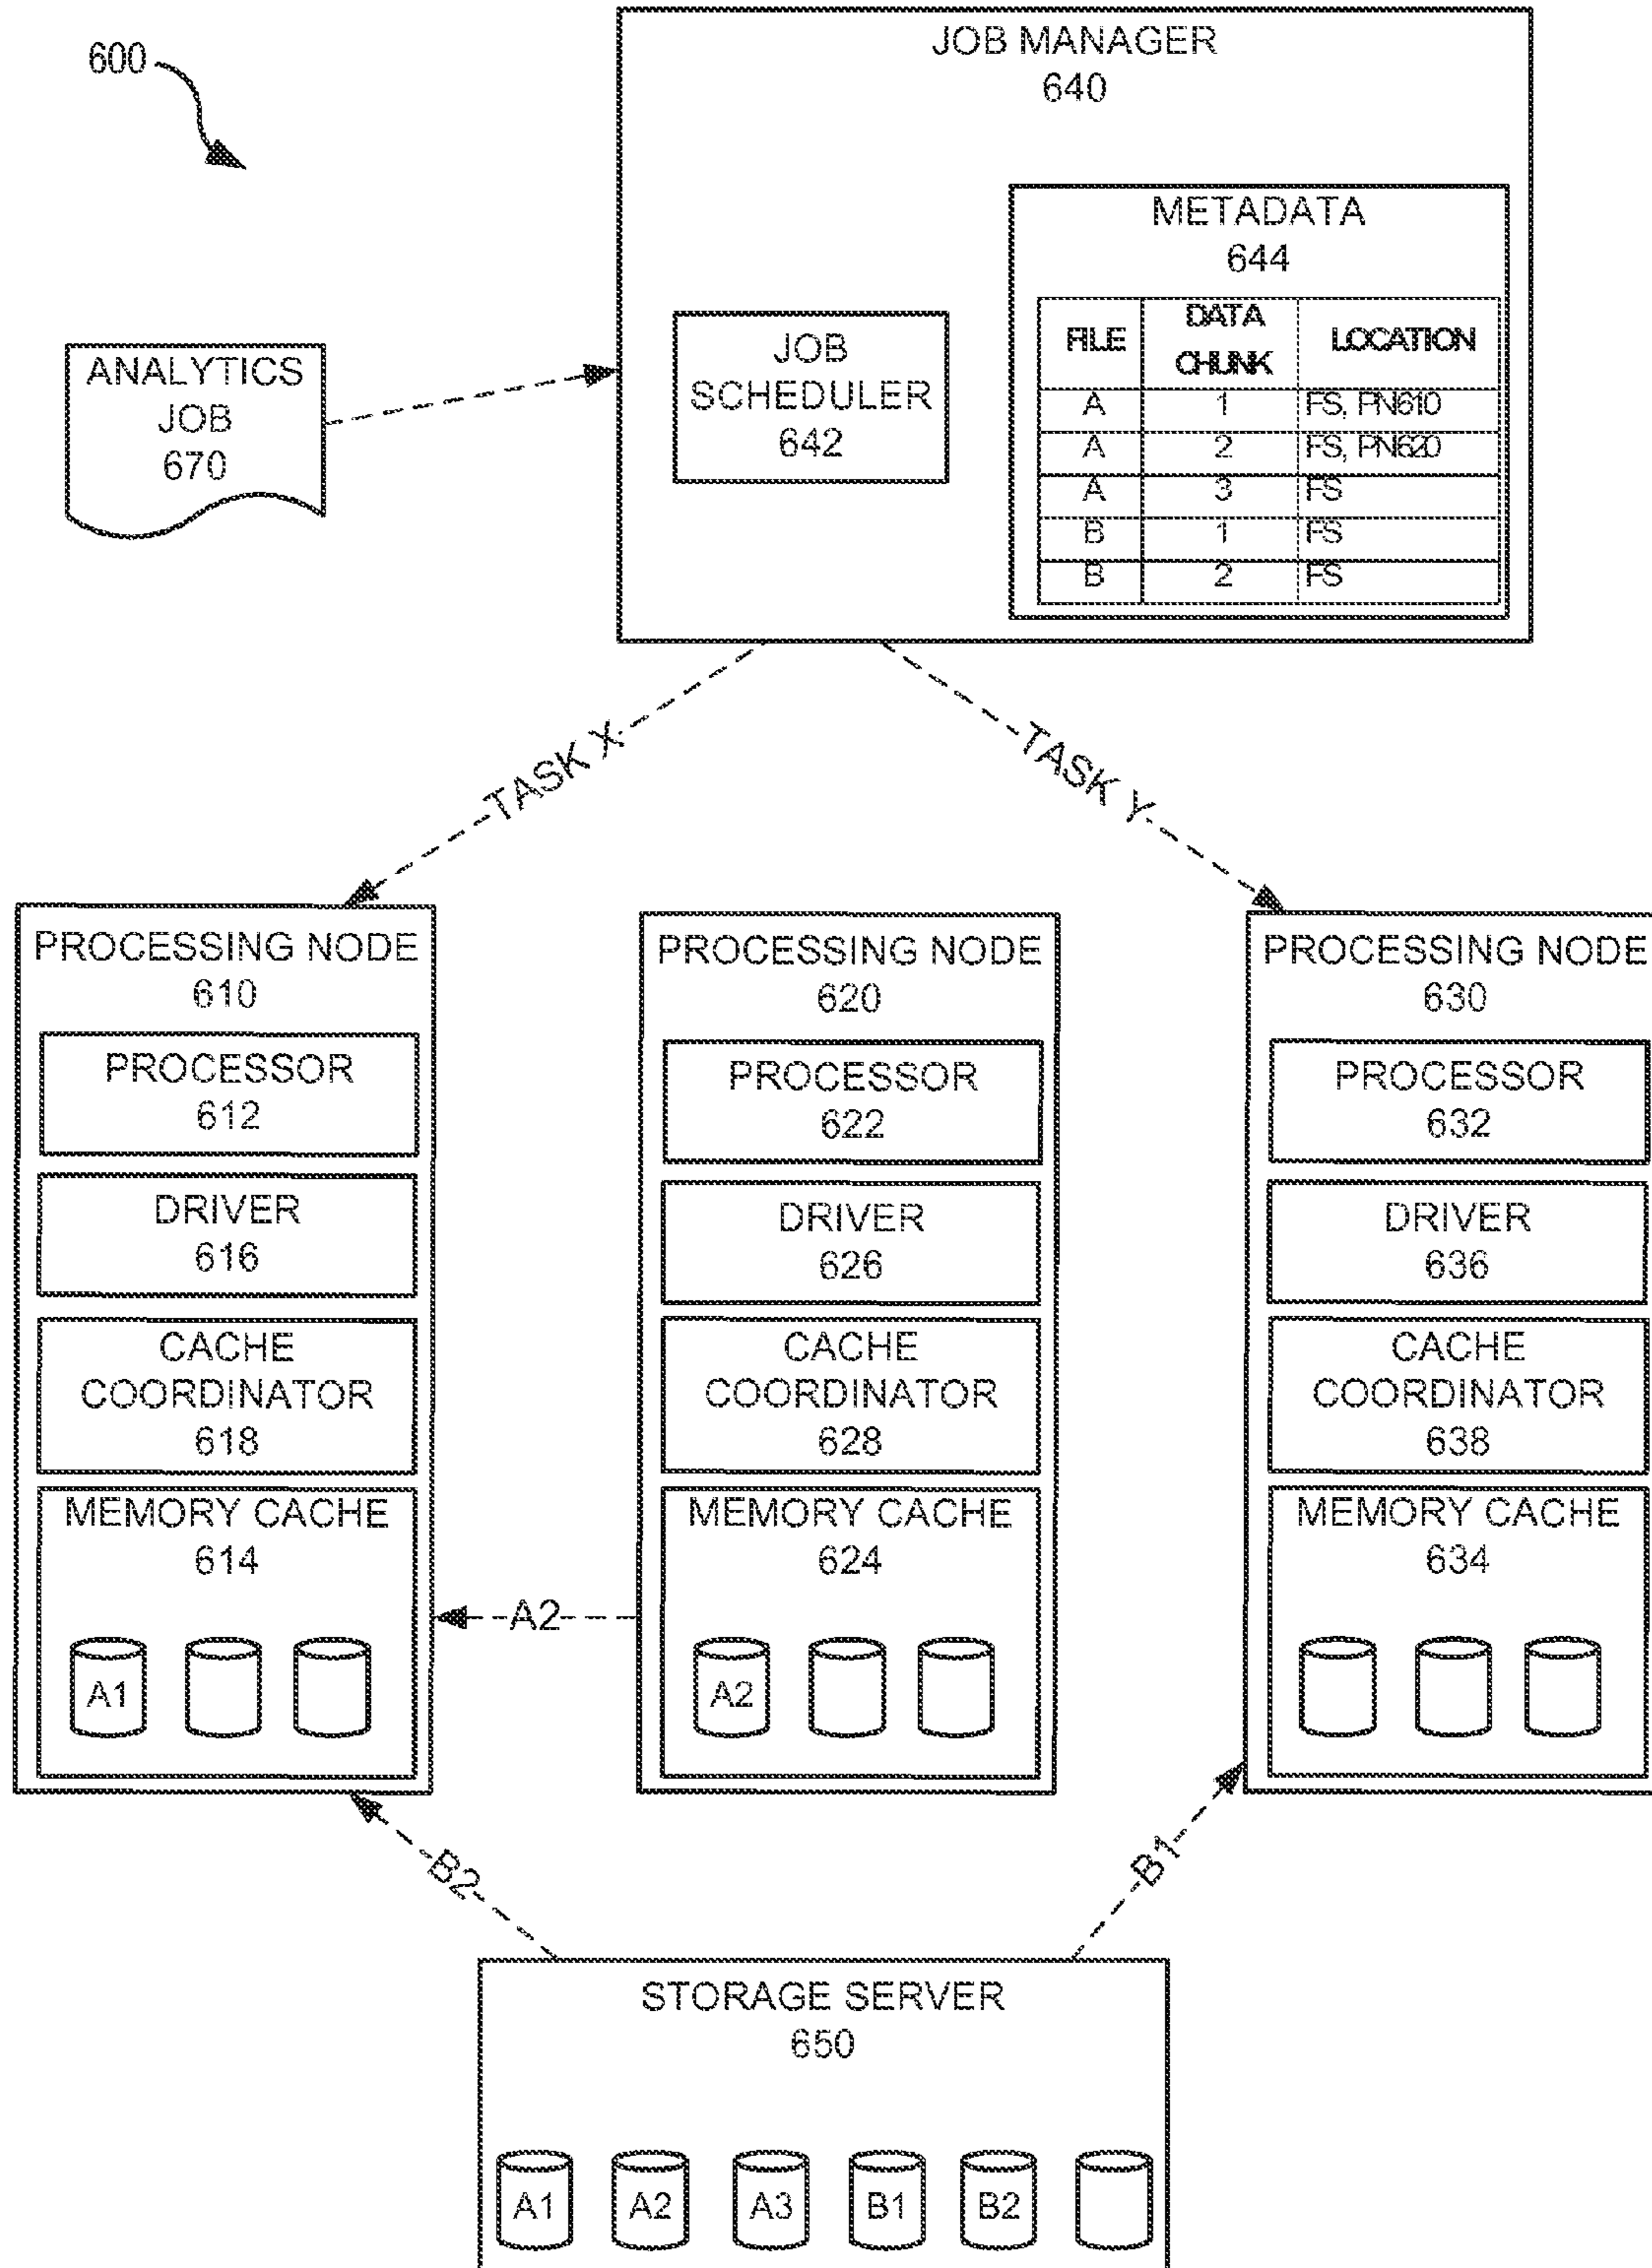 600
JOB MANAGER
640
METADATA
644
FILE DATA CHUNK LOCATION
A 1 FS, PN610
A 2 FS, PN620
A 3 FS
B 1 FS
B 2 FS
JOB
SCHEDULER
642
ANALYTICS
JOB
670
TASK X
TASK Y
PROCESSING NODE
610
PROCESSOR
612
DRIVER
616
CACHE
COORDINATOR
618
MEMORY CACHE
614
A1
A2
PROCESSING NODE
620
PROCESSOR
622
DRIVER
626
CACHE
COORDINATOR
628
MEMORY CACHE
624
A2
PROCESSING NODE
630
PROCESSOR
632
DRIVER
636
CACHE
COORDINATOR
638
MEMORY CACHE
634
B2
B1
STORAGE SERVER
650
A1 A2 A3 B1 B2